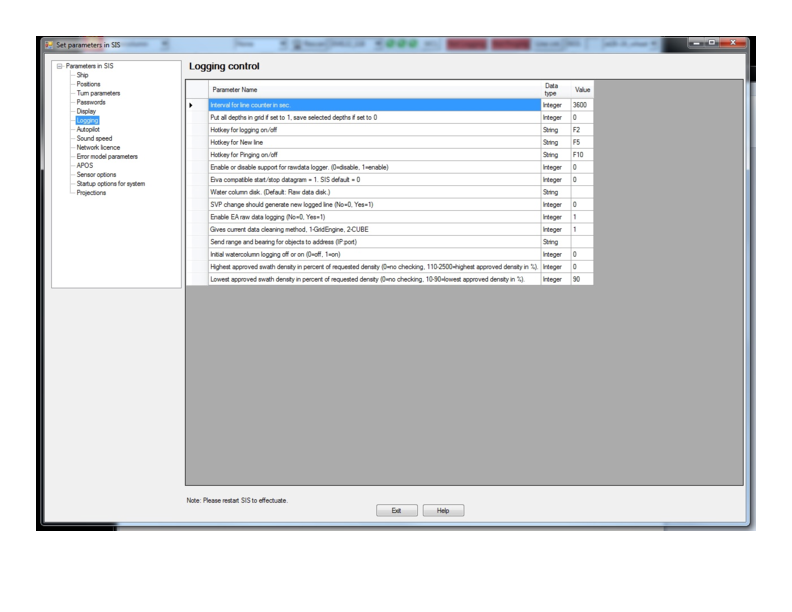 Set parameters in SIS
Parameters in SIS
Ship
Positions
Turn parameters
Passwords
Display
Logging
Autopilot
Sound speed
Network licence
Error model parameters
APOS
Sensor options
Startup options for system
Projections
Logging control
Parameter Name Data type Value
Interval for line counter in sec. Integer 3600
Put all depths in grid if set to 1, save selected depths if set to 0 Integer 0
Hotkey for logging on/off String F2
Hotkey for New line String F5
Hotkey for Pinging on/off String F10
Enable or disable support for rawdata logger. (0=disable, 1=enable) Integer 0
Eiva compatible start/stop datagram = 1. SIS default = 0 Integer 0
Water column disk. (Default: Raw data disk.) String
SVP change should generate new logged line (No=0, Yes=1) Integer 0
Enable EA raw data logging (No=0, Yes=1) Integer 1
Gives current data cleaning method, 1-GridEngine, 2-CUBE Integer 1
Send range and bearing for objects to address (IP:port) String
Initial watercolumn logging off or on (0=off, 1=on) Integer 0
Highest approved swath density in percent of requested density (0=no checking, 110-2500=highest approved density in %). Integer 0
Lowest approved swath density in percent of requested density (0=no checking, 10-90=lowest approved density in %). Integer 90
Note: Please restart SIS to effectuate.
Exit Help